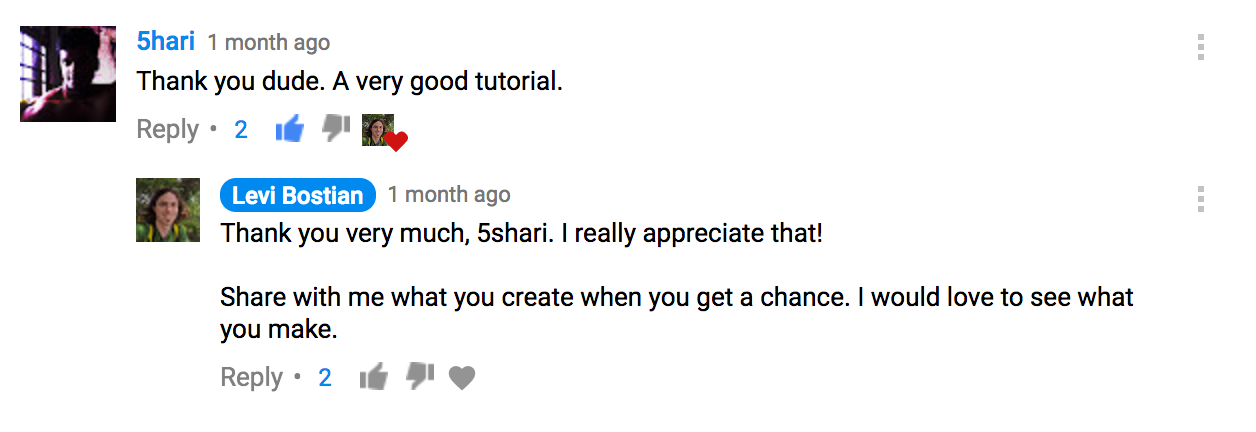 5hari 1 month ago
Thank you dude. A very good tutorial.
Reply • 2
Levi Bostian 1 month ago
Thank you very much, 5shari. I really appreciate that!
Share with me what you create when you get a chance. I would love to see what
you make.
Reply • 2